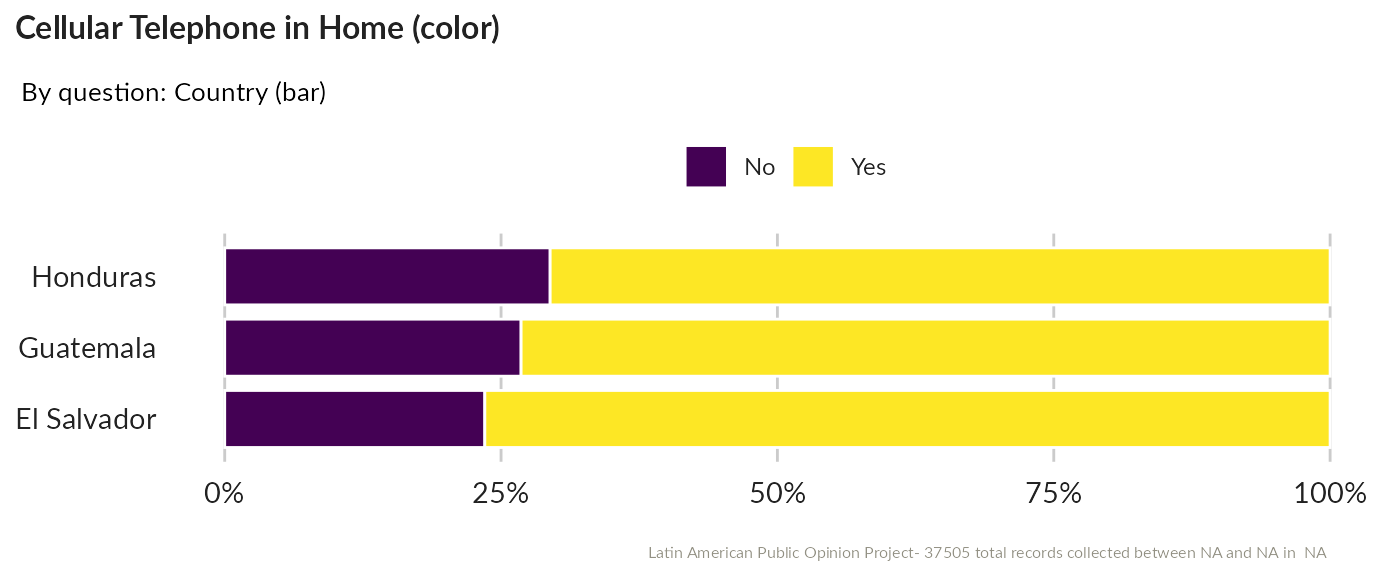 Cellular Telephone in Home (color)
By question: Country (bar)
No Yes
Honduras
Guatemala
El Salvador
0% 25% 50% 75% 100%
Latin American Public Opinion Project- 37505 total records collected between NA and NA in  NA